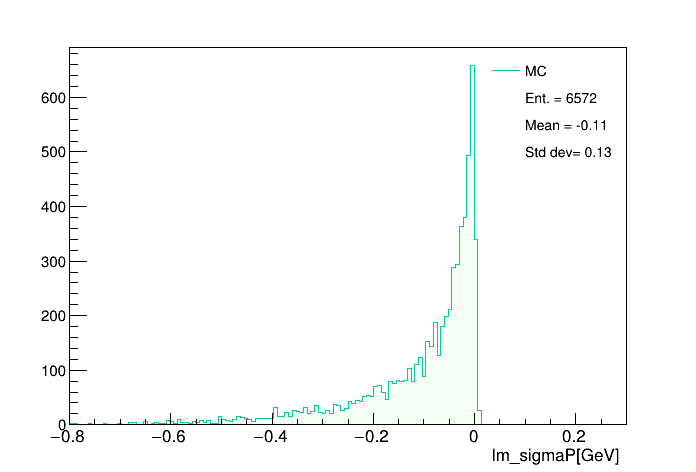 MC
Ent. = 6572
Mean = -0.11
Std dev= 0.13
600
500
400
300
200
100
0
−0.8 −0.6 −0.4 −0.2 0 0.2
Im_sigmaP[GeV]